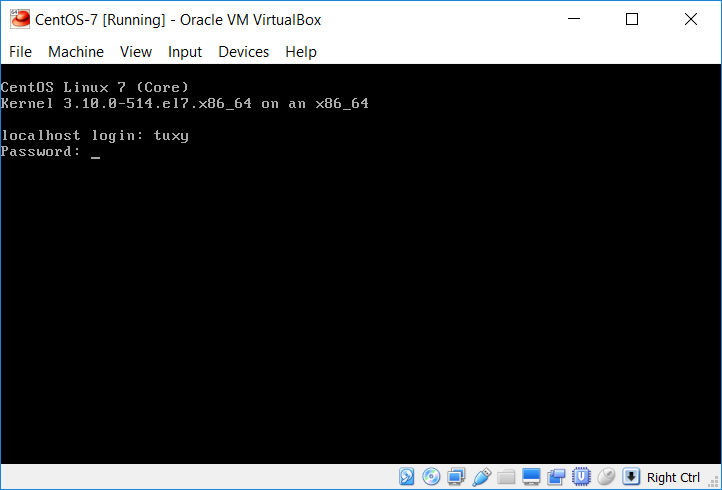 CentOS-7 [Running] - Oracle VM VirtualBox
File Machine View Input Devices Help
CentOS Linux 7 (Core)
Kernel 3.10.0-514.el7.x86_64 on an x86_64
localhost login: tuxy
Password: _
Right Ctrl